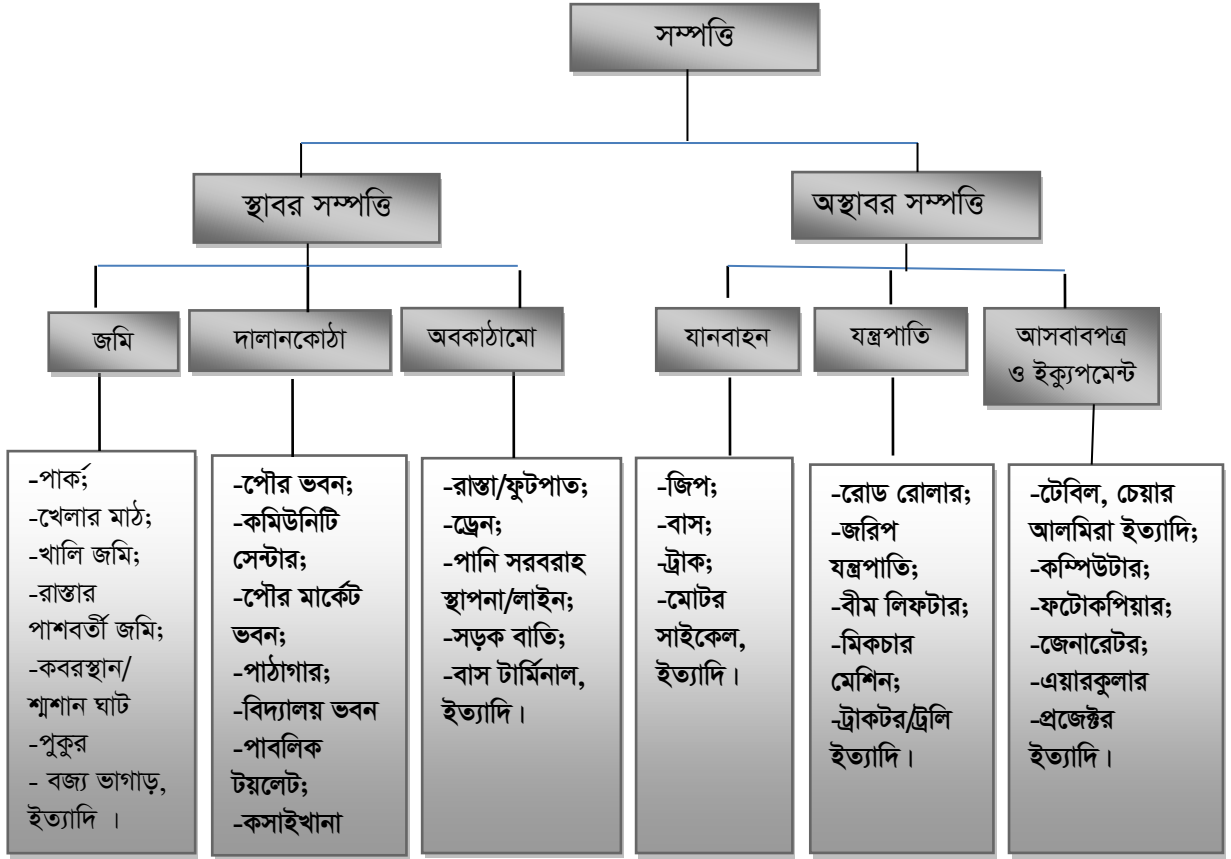 সম্পত্তি
স্থাবর সম্পত্তি
অস্থাবর সম্পত্তি
জমি
দালানকোঠা
অবকাঠামো
যানবাহন
যন্ত্রপাতি
আসবাবপত্র
ও ইক্যুপমেন্ট
-পার্ক;
-খেলার মাঠ;
-খালি জমি;
-রাস্তার
পাশবর্তী জমি;
-কবরস্থান/
শ্মশান ঘাট
-পুকুর
- বজ্য ভাগাড়,
ইত্যাদি ।
-পৌর ভবন;
-কমিউনিটি
সেন্টার;
-পৌর মার্কেট
ভবন;
-পাঠাগার;
-বিদ্যালয় ভবন
-পাবলিক
টয়লেট;
-কসাইখানা
-রাস্তা/ফুটপাত;
-ড্রেন;
-পানি সরবরাহ
স্থাপনা/লাইন;
-সড়ক বাতি;
-বাস টার্মিনাল,
ইত্যাদি।
-জিপ;
-বাস;
-ট্রাক;
-মোটর
সাইকেল,
ইত্যাদি।
-রোড রোলার;
-জরিপ
যন্ত্রপাতি;
-বীম লিফটার;
-মিকচার
মেশিন;
-ট্রাকটর/ট্রলি
ইত্যাদি।
-টেবিল, চেয়ার
আলমিরা ইত্যাদি;
-কম্পিউটার;
-ফটোকপিয়ার;
-জেনারেটর;
-এয়ারকুলার
-প্রজেক্টর
ইত্যাদি।